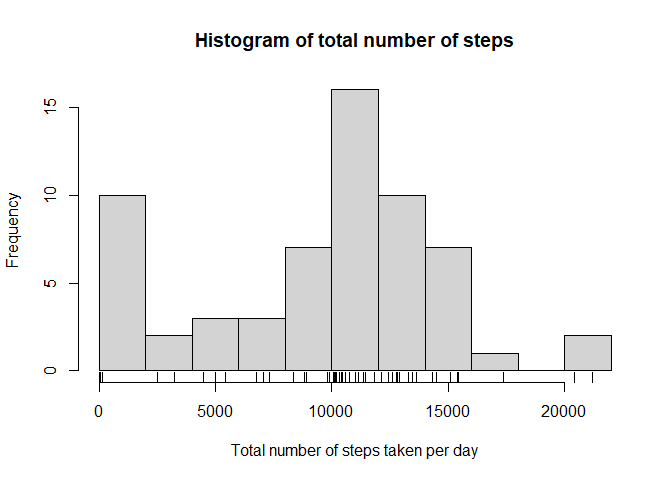 Histogram of total number of steps
Frequency
15
10
5
0
0 5000 10000 15000 20000
Total number of steps taken per day